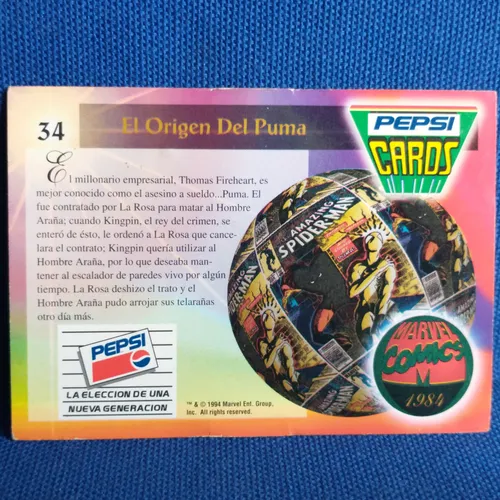 34
El Origen Del Puma
PEPSI
CARDS
El millonario empresarial, Thomas Fireheart, es
mejor conocido como el asesino a sueldo...Puma. El
fue contratado por La Rosa para matar al Hombre
Araña; cuando Kingpin, el rey del crimen, se
enteró de ésto, le ordenó a La Rosa que cance-
lara el contrato; Kingpin quería utilizar al
Hombre Araña, por lo que deseaba man-
tener al escalador de paredes vivo por algún
tiempo. La Rosa deshizo el trato y el
Hombre Araña pudo arrojar sus telarañas
otro día más.
THE AMAZING
SPIDER-MAN
PEPSI
LA ELECCION DE UNA
NUEVA GENERACION
™ & © 1994 Marvel Ent. Group,
Inc. All rights reserved.
MARVEL
COMICS
M
1984